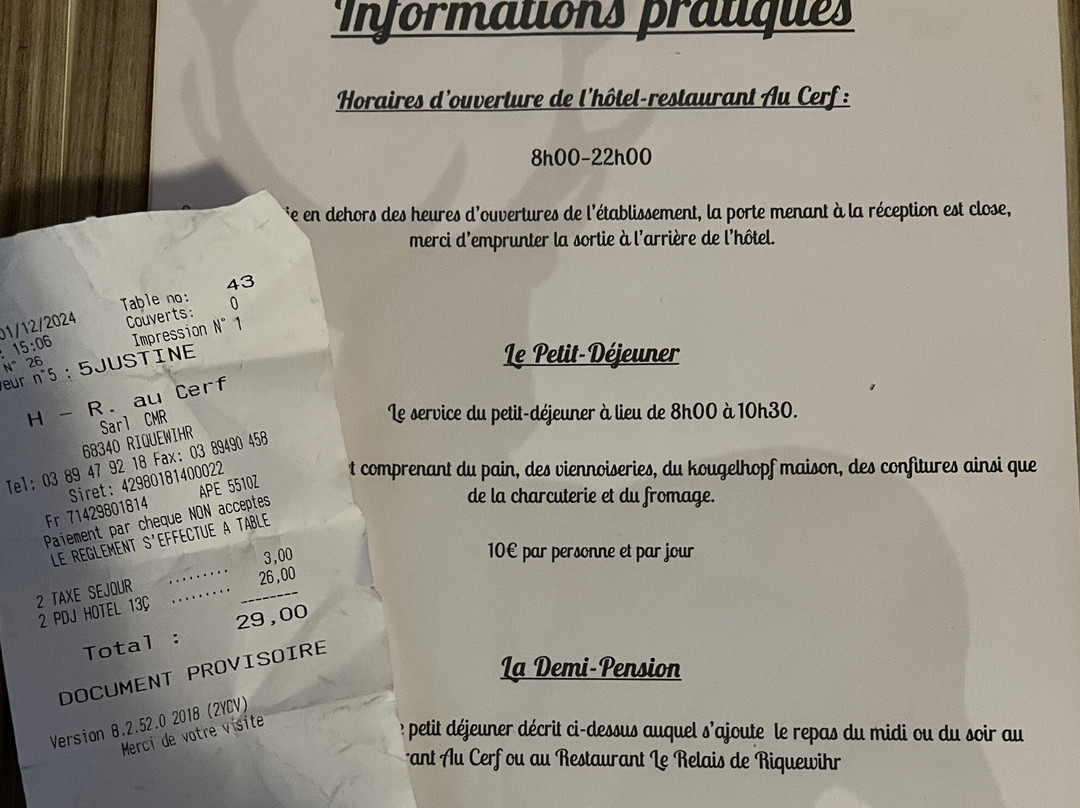 Informations pratiques
Horaires d'ouverture de l'hôtel-restaurant Au Cerf :
8h00-22h00
en dehors des heures d'ouvertures de l'établissement, la porte menant à la réception est close,
merci d'emprunter la sortie à l'arrière de l'hôtel.
Le Petit-Déjeuner
Le service du petit-déjeuner à lieu de 8h00 à 10h30.
comprenant du pain, des viennoiseries, du kougelhopf maison, des confitures ainsi que
de la charcuterie et du fromage.
10€ par personne et par jour
La Demi-Pension
petit déjeuner décrit ci-dessus auquel s'ajoute le repas du midi ou du soir au
Au Cerf ou au Restaurant Le Relais de Riquewihr
Table no: 43
01/12/2024 Couverts: 0
: 15:06 Impression N° 1
N° 26
eur n°5 : 5JUSTINE
H - R. au Cerf
Sarl CMR
68340 RIQUEWIHR
Tel: 03 89 47 92 18 Fax: 03 89490 458
Siret: 42980181400022
Fr 71429801814 APE 5510Z
Paiement par cheque NON acceptes
LE REGLEMENT S'EFFECTUE A TABLE
2 TAXE SEJOUR ......... 3,00
2 PDJ HOTEL 13Ç ......... 26,00
--------
Total : 29,00
DOCUMENT PROVISOIRE
Version 8.2.52.0 2018 (2YCV)
Merci de votre visite